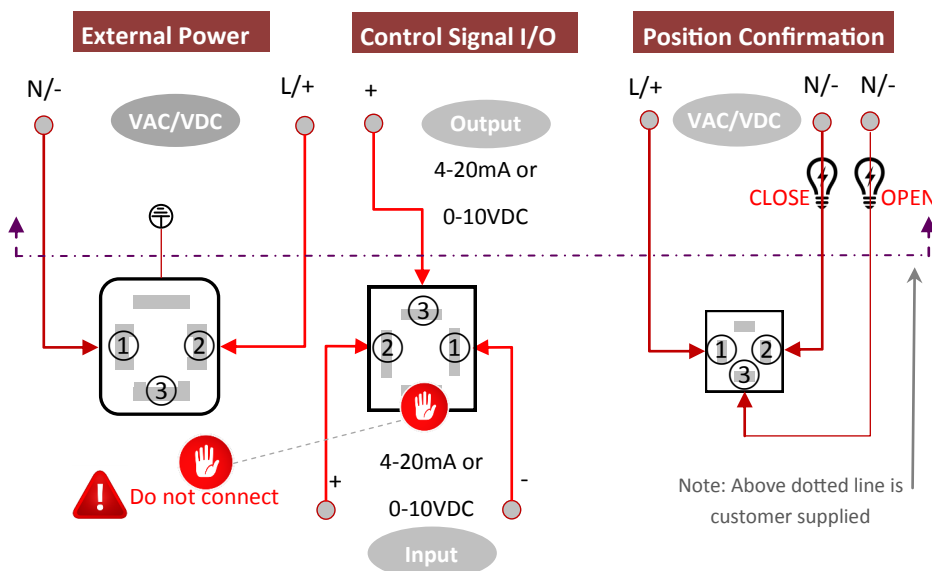 External Power
Control Signal I/O
Position Confirmation
N/-
L/+
+
L/+
N/-
N/-
VAC/VDC
Output
VAC/VDC
4-20mA or
0-10VDC
CLOSE
OPEN
1
2
3
3
2
1
1
2
3
Do not connect
+
4-20mA or
0-10VDC
-
Input
Note: Above dotted line is
customer supplied